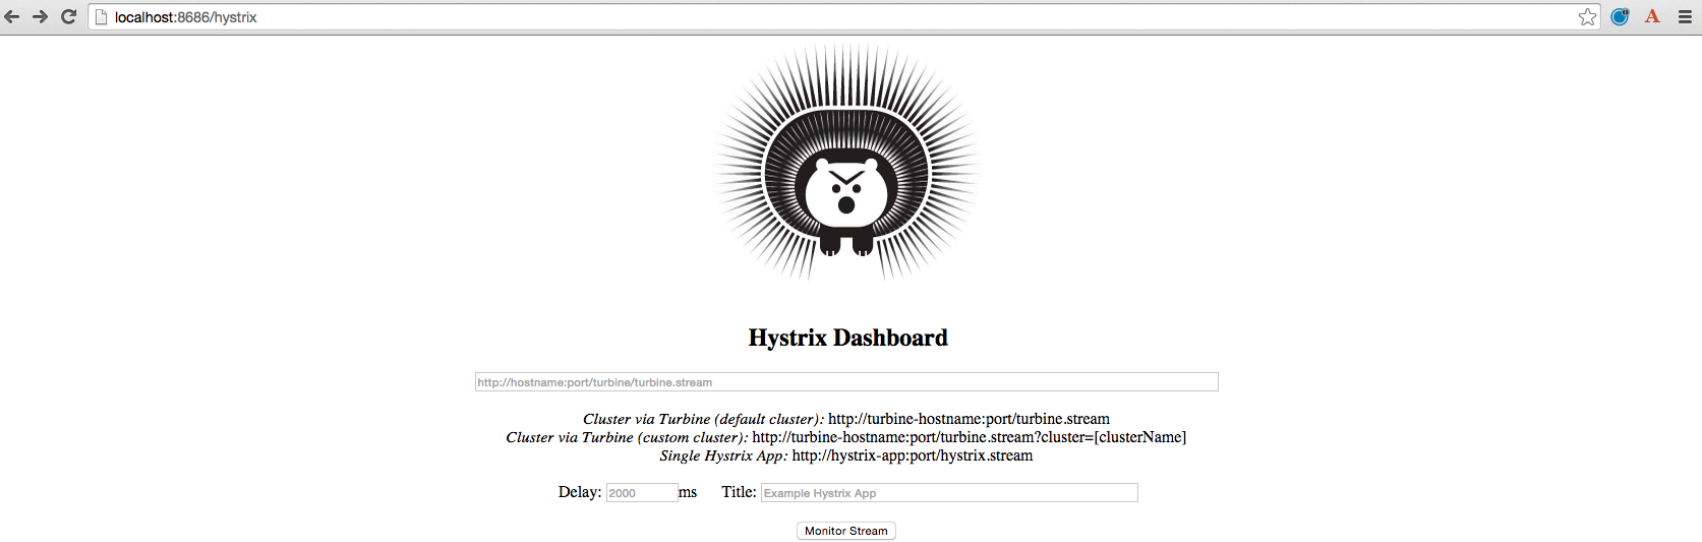 localhost:8686/hystrix
A
Hystrix Dashboard
http://hostname:port/turbine/turbine.stream
Cluster via Turbine (default cluster): http://turbine-hostname:port/turbine.stream
Cluster via Turbine (custom cluster): http://turbine-hostname:port/turbine.stream?cluster=[clusterName]
Single Hystrix App: http://hystrix-app:port/hystrix.stream
Delay: 2000 ms Title: Example Hystrix App
Monitor Stream